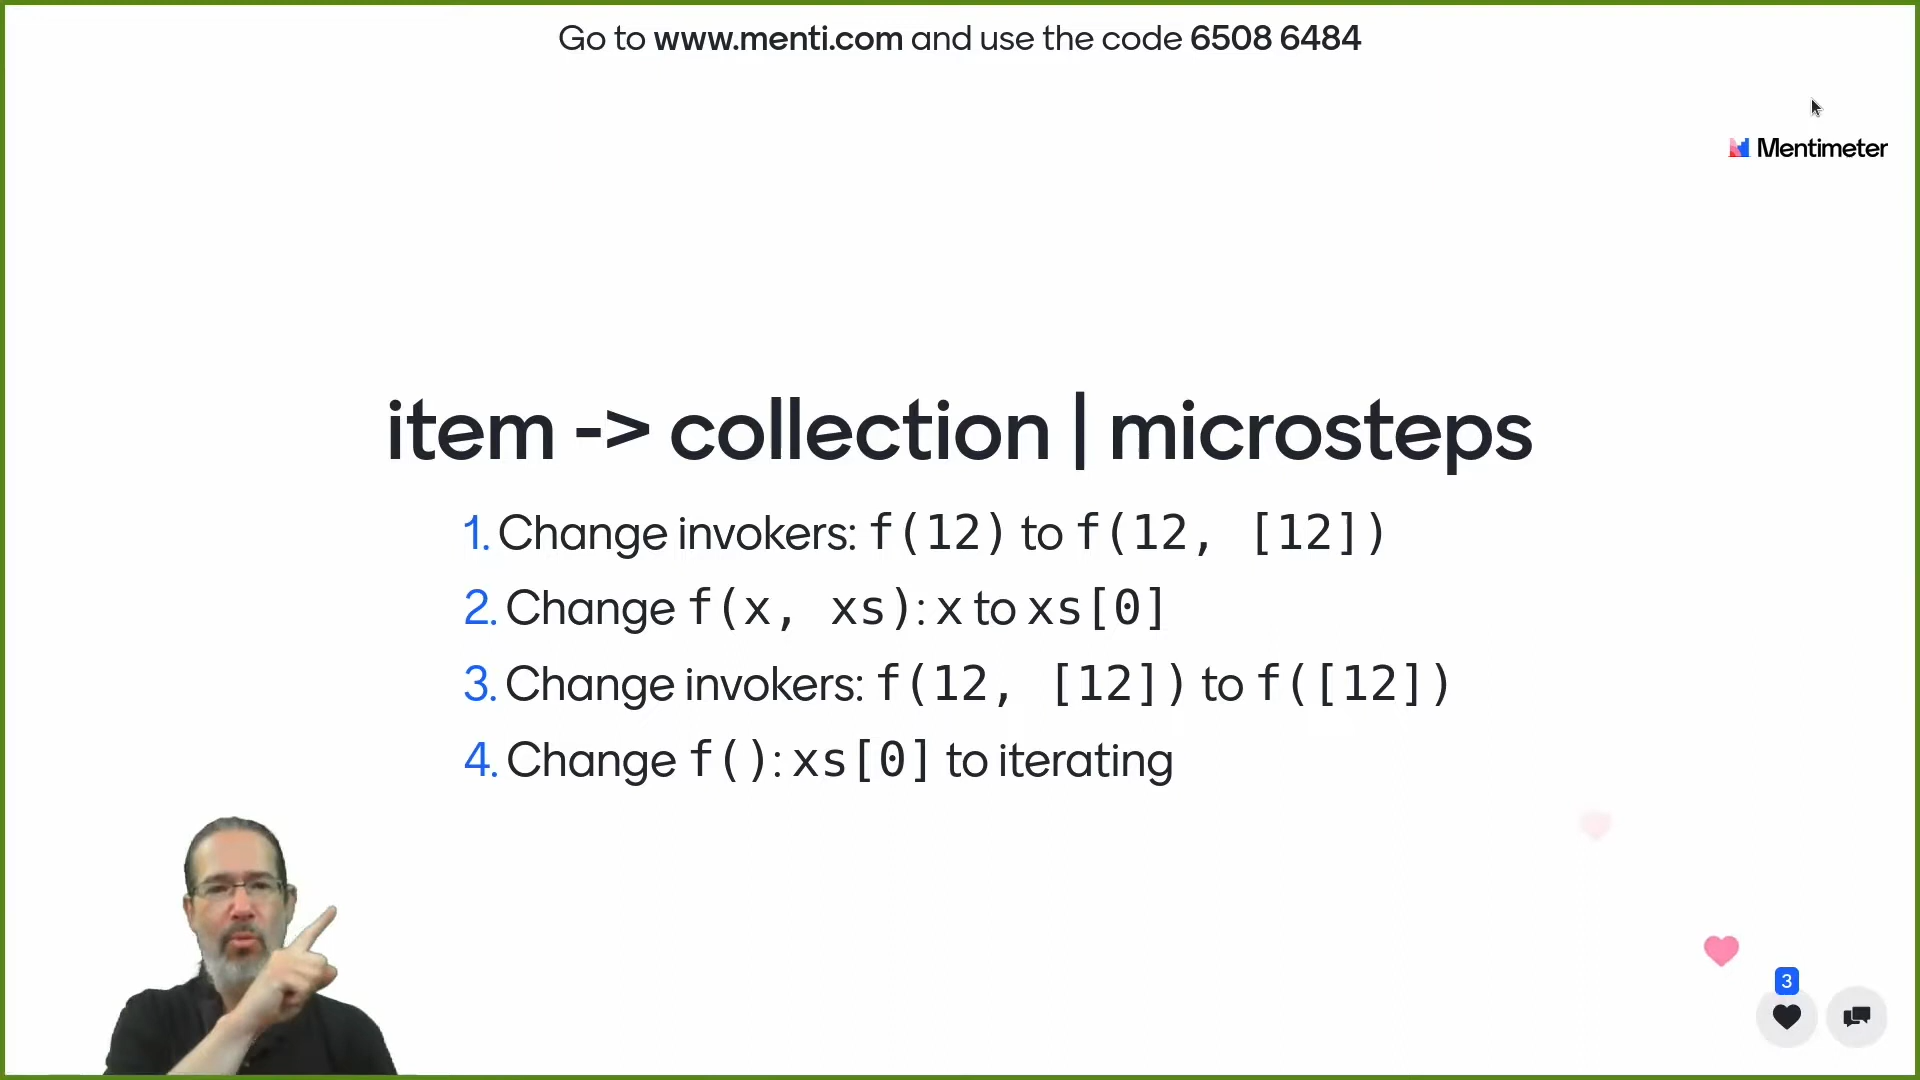 Go to www.menti.com and use the code 6508 6484
Mentimeter
item -> collection | microsteps
1. Change invokers: f(12) to f(12, [12])
2. Change f(x, xs): x to xs[0]
3. Change invokers: f(12, [12]) to f([12])
4. Change f(): xs[0] to iterating
3